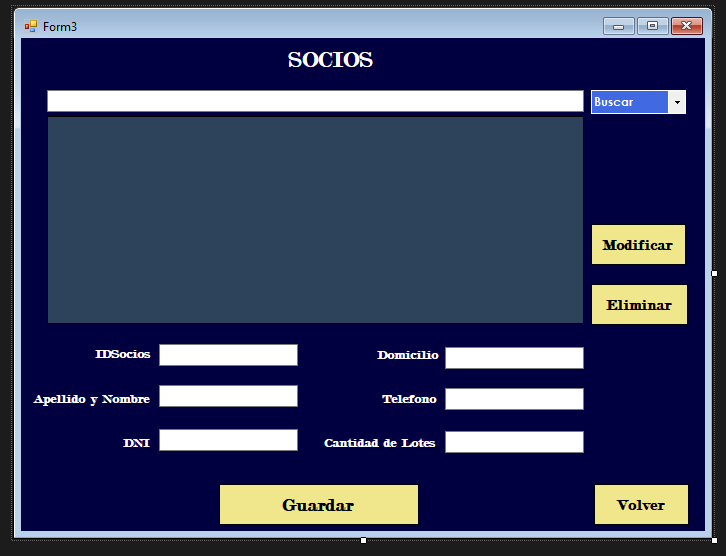 Form3
SOCIOS
Buscar
Modificar
Eliminar
IDSocios
Domicilio
Apellido y Nombre
Telefono
DNI
Cantidad de Lotes
Guardar
Volver